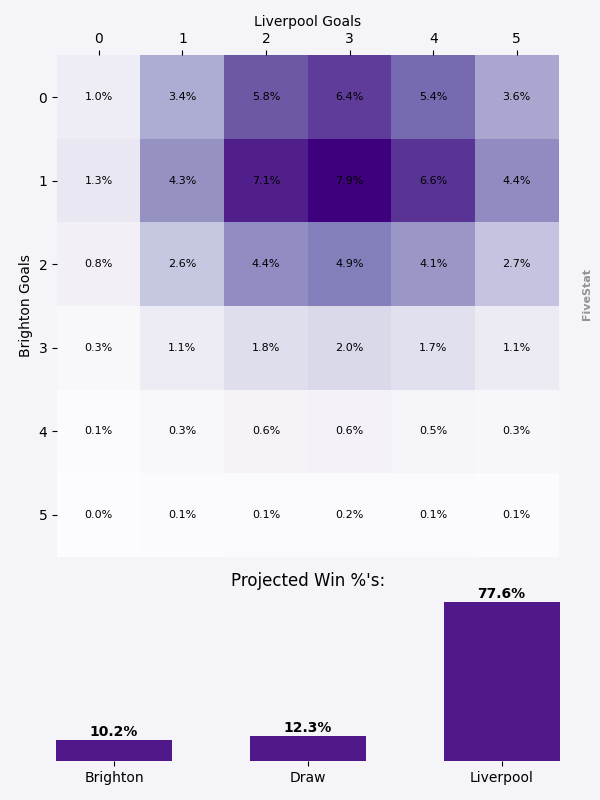 Liverpool Goals
0 1 2 3 4 5
0 1.0% 3.4% 5.8% 6.4% 5.4% 3.6%
1 1.3% 4.3% 7.1% 7.9% 6.6% 4.4%
2 0.8% 2.6% 4.4% 4.9% 4.1% 2.7%
3 0.3% 1.1% 1.8% 2.0% 1.7% 1.1%
4 0.1% 0.3% 0.6% 0.6% 0.5% 0.3%
5 0.0% 0.1% 0.1% 0.2% 0.1% 0.1%
Brighton Goals
FiveStat
Projected Win %'s:
10.2% 12.3% 77.6%
Brighton Draw Liverpool